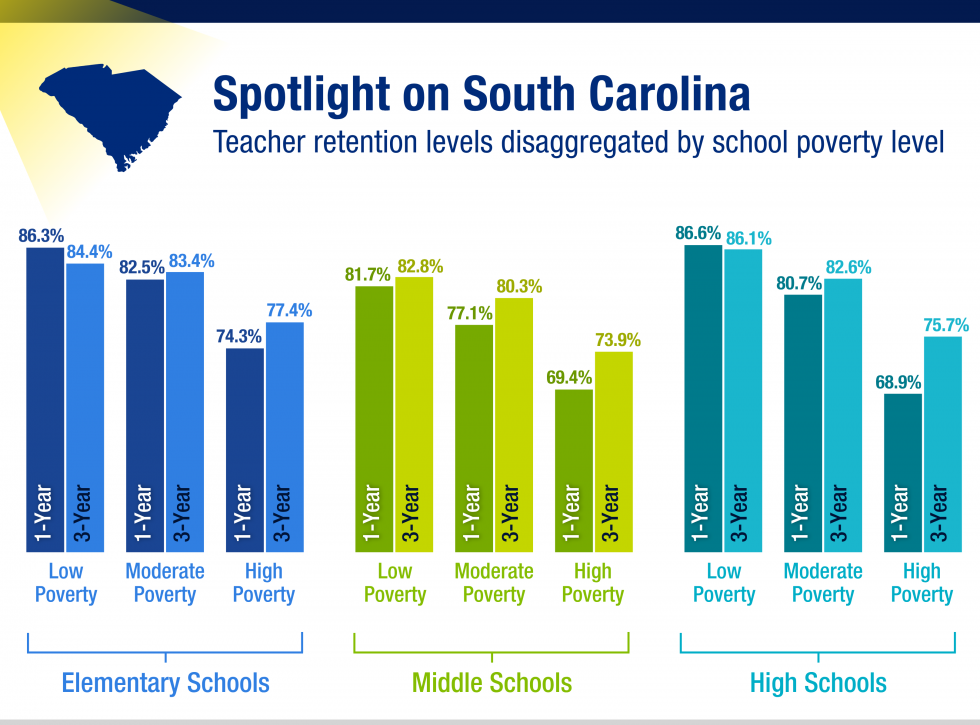 Spotlight on South Carolina
Teacher retention levels disaggregated by school poverty level
86.3%
84.4%
82.5%
83.4%
74.3%
77.4%
1-Year
3-Year
1-Year
3-Year
1-Year
3-Year
Low
Poverty
Moderate
Poverty
High
Poverty
Elementary Schools
81.7%
82.8%
77.1%
80.3%
69.4%
73.9%
1-Year
3-Year
1-Year
3-Year
1-Year
3-Year
Low
Poverty
Moderate
Poverty
High
Poverty
Middle Schools
86.6%
86.1%
80.7%
82.6%
68.9%
75.7%
1-Year
3-Year
1-Year
3-Year
1-Year
3-Year
Low
Poverty
Moderate
Poverty
High
Poverty
High Schools